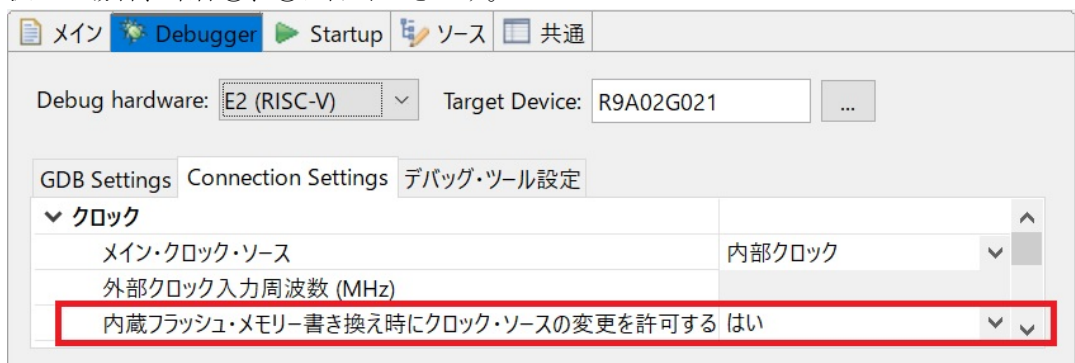 メイン Debugger Startup ソース 共通
Debug hardware: E2 (RISC-V) Target Device: R9A02G021 ...
GDB Settings Connection Settings デバッグ・ツール設定
クロック
メイン・クロック・ソース 内部クロック
外部クロック入力周波数 (MHz)
内蔵フラッシュ・メモリー書き換え時にクロック・ソースの変更を許可する はい